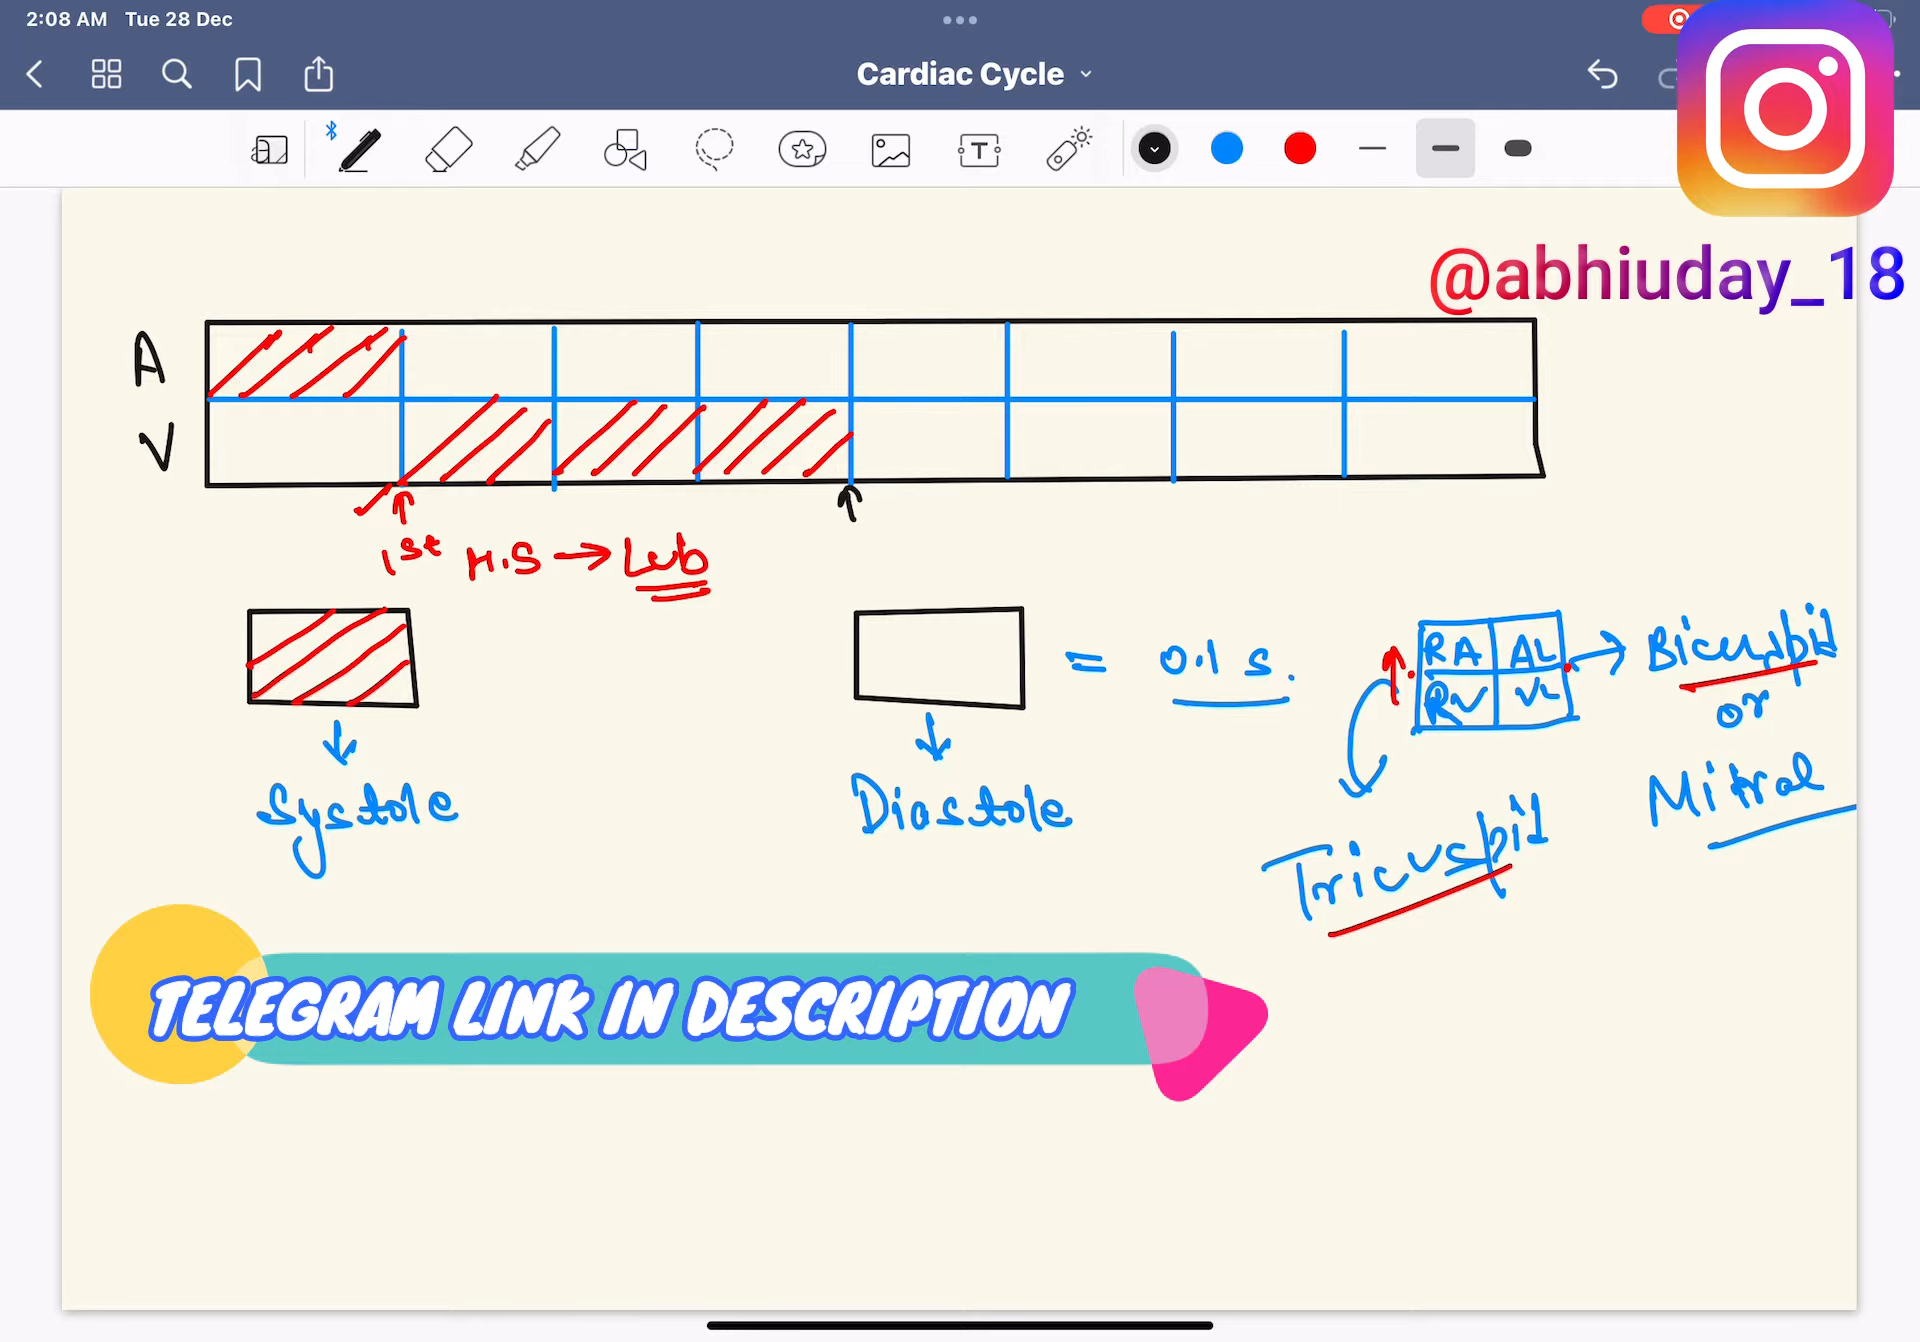 2:08 AM Tue 28 Dec
Cardiac Cycle
@abhiuday_18
A
V
1st H.S → Lub
= 0.1 s.
RA AL → Bicuspid
RV VL
or
Mitral
Systole
Diastole
Tricuspid
TELEGRAM LINK IN DESCRIPTION